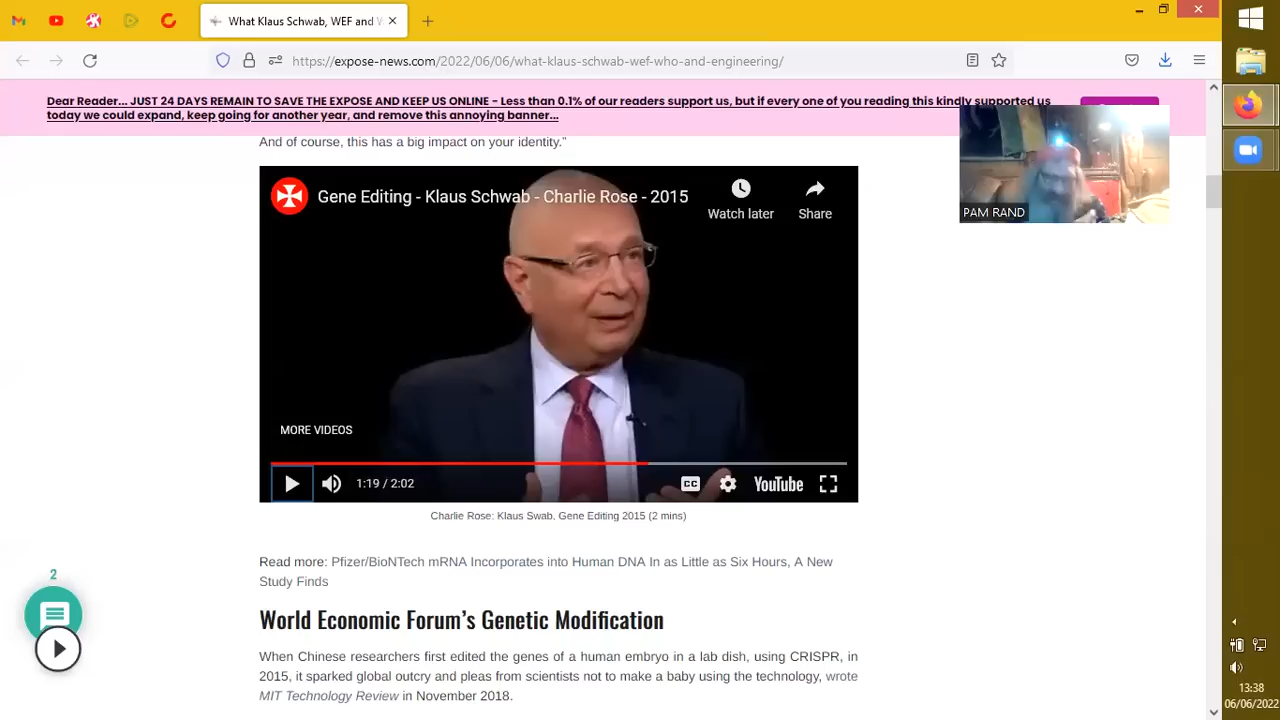 What Klaus Schwab, WEF and W
https://expose-news.com/2022/06/06/what-klaus-schwab-wef-who-and-engineering/
Dear Reader... JUST 24 DAYS REMAIN TO SAVE THE EXPOSE AND KEEP US ONLINE - Less than 0.1% of our readers support us, but if every one of you reading this kindly supported us
today we could expand, keep going for another year, and remove this annoying banner...
And of course, this has a big impact on your identity."
Gene Editing - Klaus Schwab - Charlie Rose - 2015
Watch later
Share
PAM RAND
MORE VIDEOS
1:19 / 2:02
CC
YouTube
Charlie Rose: Klaus Swab, Gene Editing 2015 (2 mins)
Read more: Pfizer/BioNTech mRNA Incorporates into Human DNA In as Little as Six Hours, A New
Study Finds
2
World Economic Forum's Genetic Modification
When Chinese researchers first edited the genes of a human embryo in a lab dish, using CRISPR, in
2015, it sparked global outcry and pleas from scientists not to make a baby using the technology, wrote
MIT Technology Review in November 2018.
13:38
06/06/2022